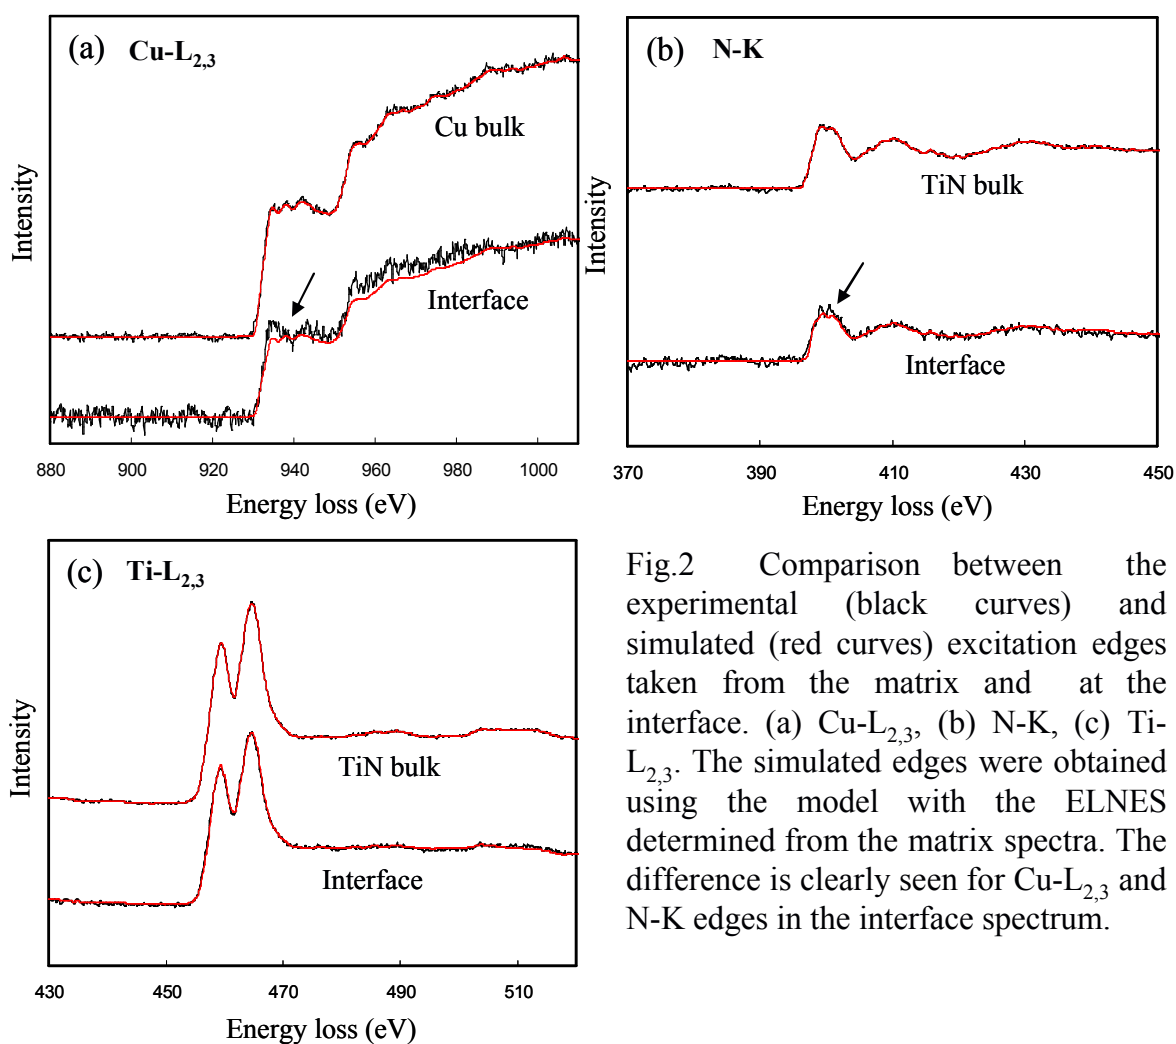 (a) Cu-L2,3
Cu bulk
Interface
Intensity
880 900 920 940 960 980 1000
Energy loss (eV)
(b) N-K
TiN bulk
Interface
Intensity
370 390 410 430 450
Energy loss (eV)
(c) Ti-L2,3
TiN bulk
Interface
Intensity
430 450 470 490 510
Energy loss (eV)
Fig.2 Comparison between the
experimental (black curves) and
simulated (red curves) excitation edges
taken from the matrix and at the
interface. (a) Cu-L2,3, (b) N-K, (c) Ti-
L2,3. The simulated edges were obtained
using the model with the ELNES
determined from the matrix spectra. The
difference is clearly seen for Cu-L2,3 and
N-K edges in the interface spectrum.